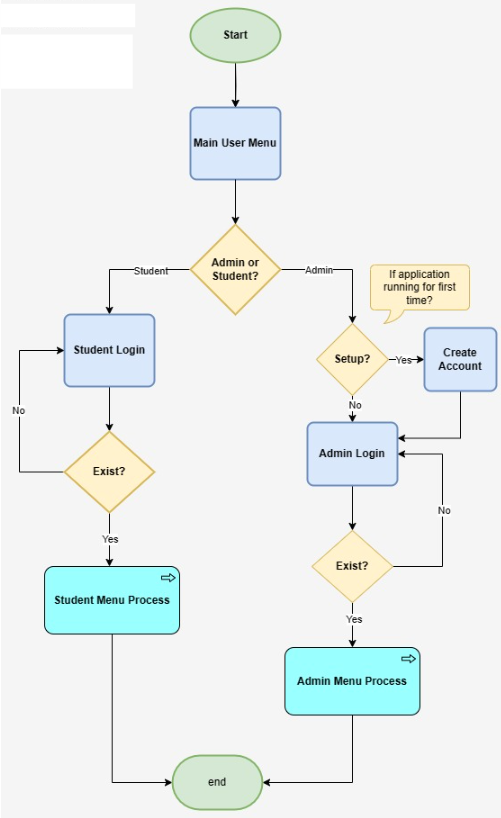 Start
Main User Menu
Admin or
Student?
Student
Admin
If application
running for first
time?
Student Login
Setup?
Yes
Create
Account
No
No
Admin Login
Exist?
No
Yes
Exist?
Student Menu Process
Yes
Admin Menu Process
end